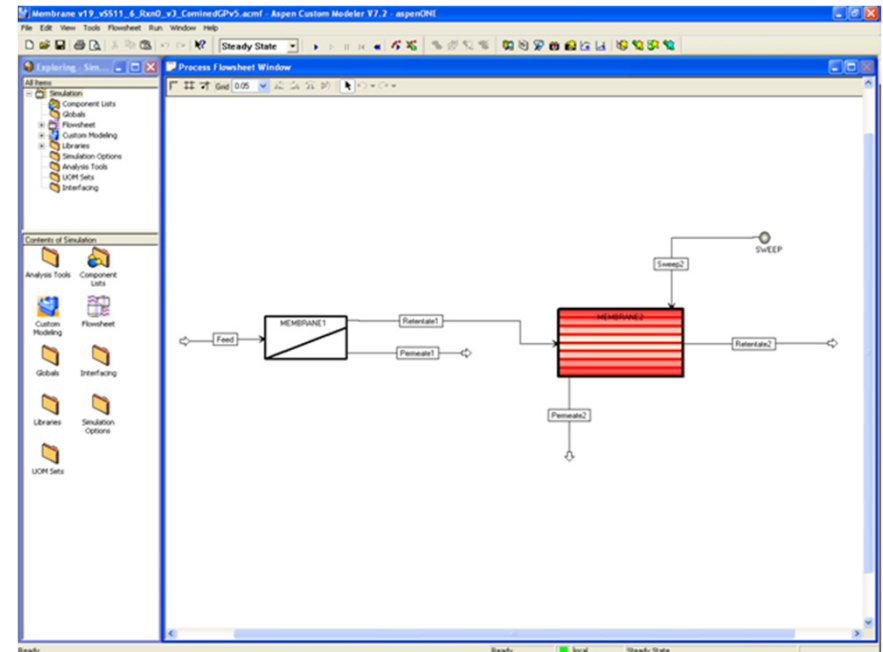 Membrane v19_vSS11_6_Rxn0_v3_CominedGPv5.acmf - Aspen Custom Modeler V7.2 - aspenONE
File Edit View Tools Flowsheet Run Window Help
Steady State
Exploring - Sim...
Process Flowsheet Window
All Items
Grid 0.05
Simulation
Component Lists
Globals
Flowsheet
Custom Modeling
Libraries
Simulation Options
Analysis Tools
UOM Sets
Interfacing
Contents of Simulation
Analysis Tools
Component Lists
Custom Modeling
Flowsheet
Globals
Interfacing
Libraries
Simulation Options
UOM Sets
SWEEP
Sweep2
Feed
MEMBRANE1
Retentate1
Permeate1
MEMBRANE2
Retentate2
Permeate2
Ready
Ready
local
Steady State